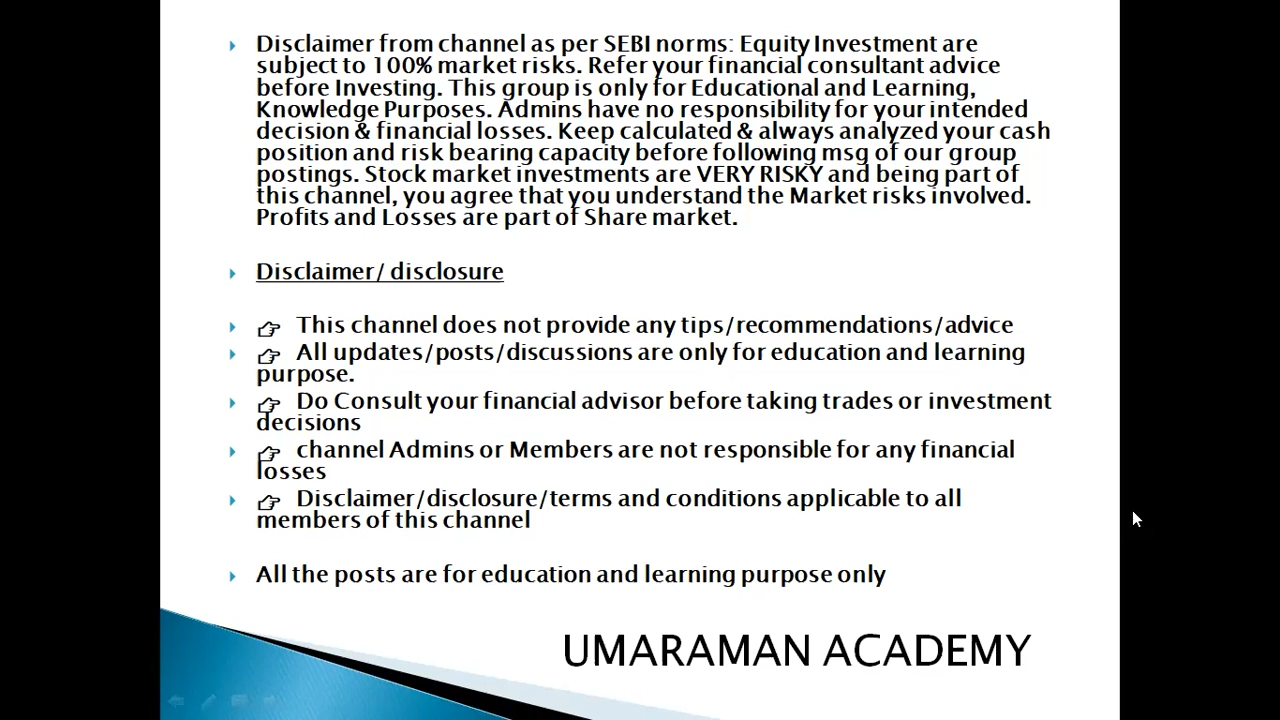 Disclaimer from channel as per SEBI norms: Equity Investment are
subject to 100% market risks. Refer your financial consultant advice
before Investing. This group is only for Educational and Learning,
Knowledge Purposes. Admins have no responsibility for your intended
decision & financial losses. Keep calculated & always analyzed your cash
position and risk bearing capacity before following msg of our group
postings. Stock market investments are VERY RISKY and being part of
this channel, you agree that you understand the Market risks involved.
Profits and Losses are part of Share market.
Disclaimer/ disclosure
This channel does not provide any tips/recommendations/advice
All updates/posts/discussions are only for education and learning
purpose.
Do Consult your financial advisor before taking trades or investment
decisions
channel Admins or Members are not responsible for any financial
losses
Disclaimer/disclosure/terms and conditions applicable to all
members of this channel
All the posts are for education and learning purpose only
UMARAMAN ACADEMY